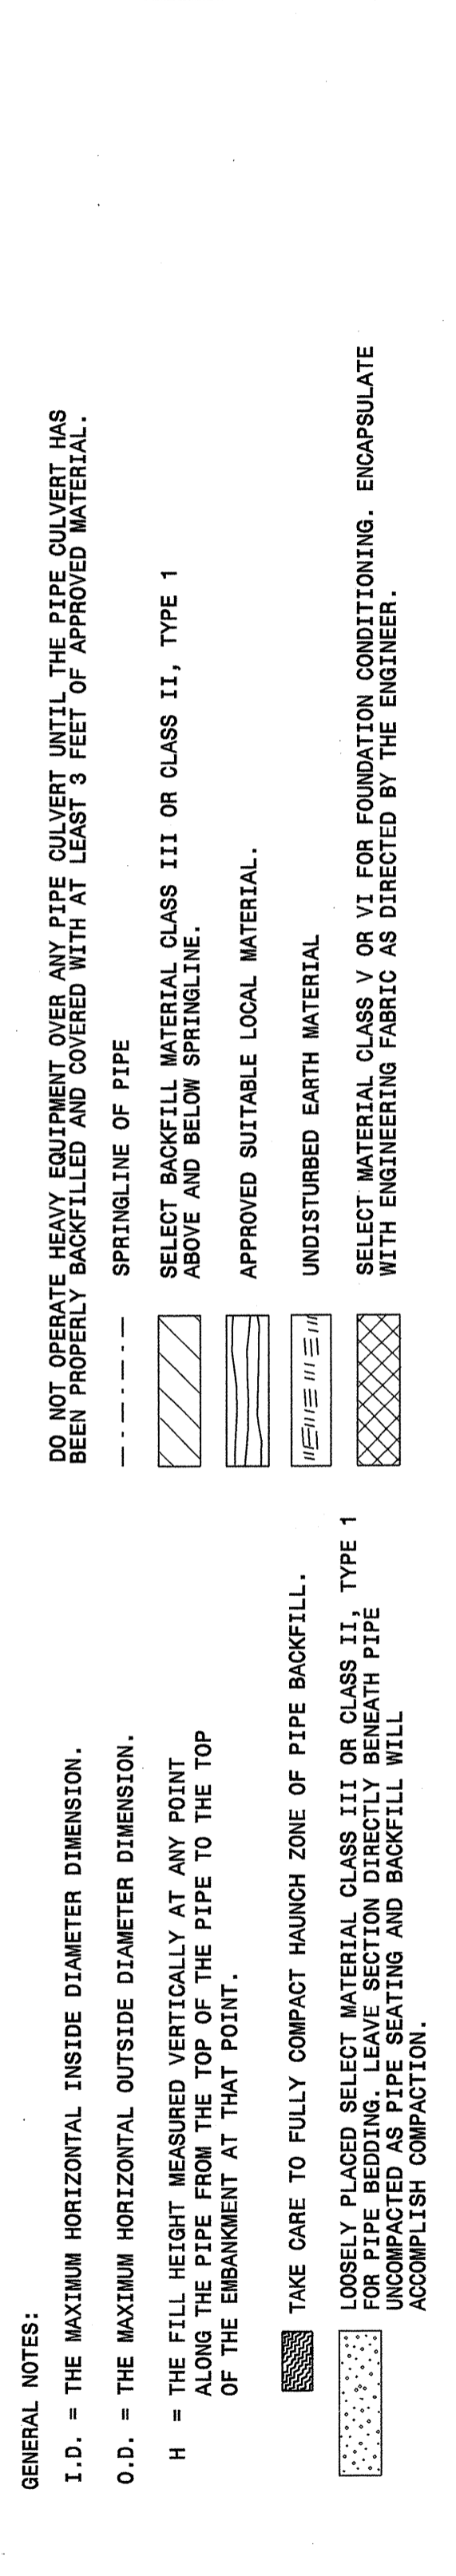 GENERAL NOTES:
I.D. = THE MAXIMUM HORIZONTAL INSIDE DIAMETER DIMENSION.
O.D. = THE MAXIMUM HORIZONTAL OUTSIDE DIAMETER DIMENSION.
H = THE FILL HEIGHT MEASURED VERTICALLY AT ANY POINT
ALONG THE PIPE FROM THE TOP OF THE PIPE TO THE TOP
OF THE EMBANKMENT AT THAT POINT.
TAKE CARE TO FULLY COMPACT HAUNCH ZONE OF PIPE BACKFILL.
LOOSELY PLACED SELECT MATERIAL CLASS III OR CLASS II, TYPE 1
FOR PIPE BEDDING. LEAVE SECTION DIRECTLY BENEATH PIPE
UNCOMPACTED AS PIPE SEATING AND BACKFILL WILL
ACCOMPLISH COMPACTION.
DO NOT OPERATE HEAVY EQUIPMENT OVER ANY PIPE CULVERT UNTIL THE PIPE CULVERT HAS
BEEN PROPERLY BACKFILLED AND COVERED WITH AT LEAST 3 FEET OF APPROVED MATERIAL.
SPRINGLINE OF PIPE
SELECT BACKFILL MATERIAL CLASS III OR CLASS II, TYPE 1
ABOVE AND BELOW SPRINGLINE.
APPROVED SUITABLE LOCAL MATERIAL.
UNDISTURBED EARTH MATERIAL
SELECT MATERIAL CLASS V OR VI FOR FOUNDATION CONDITIONING. ENCAPSULATE
WITH ENGINEERING FABRIC AS DIRECTED BY THE ENGINEER.